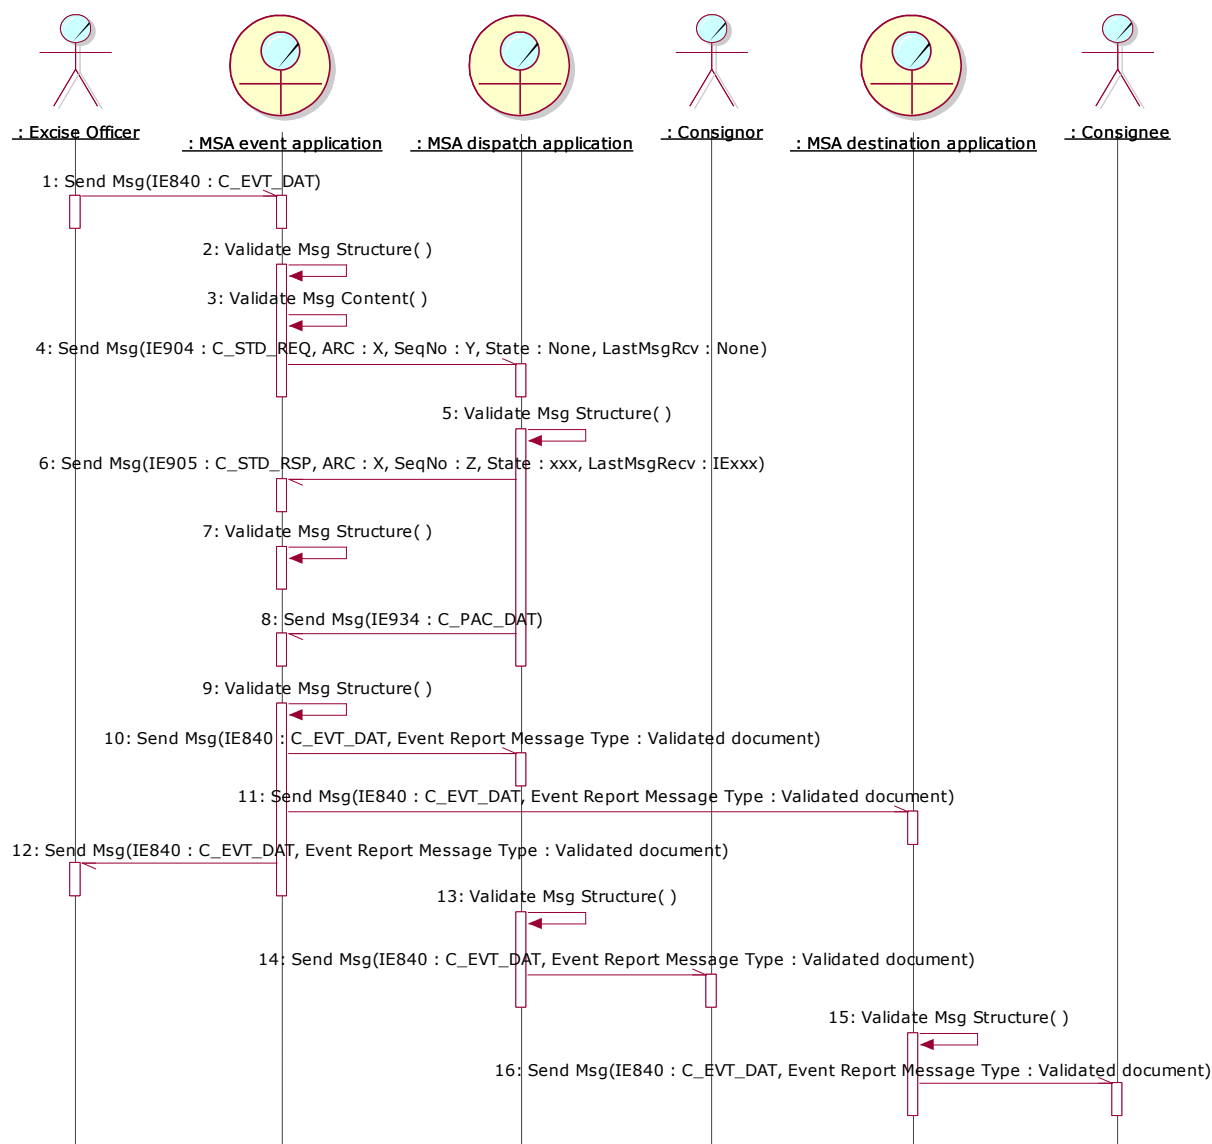 : Excise Officer
: MSA event application
: MSA dispatch application
: Consignor
: MSA destination application
: Consignee
1: Send Msg(IE840 : C_EVT_DAT)
2: Validate Msg Structure( )
3: Validate Msg Content( )
4: Send Msg(IE904 : C_STD_REQ, ARC : X, SeqNo : Y, State : None, LastMsgRcv : None)
5: Validate Msg Structure( )
6: Send Msg(IE905 : C_STD_RSP, ARC : X, SeqNo : Z, State : xxx, LastMsgRecv : IExxx)
7: Validate Msg Structure( )
8: Send Msg(IE934 : C_PAC_DAT)
9: Validate Msg Structure( )
10: Send Msg(IE840 : C_EVT_DAT, Event Report Message Type : Validated document)
11: Send Msg(IE840 : C_EVT_DAT, Event Report Message Type : Validated document)
12: Send Msg(IE840 : C_EVT_DAT, Event Report Message Type : Validated document)
13: Validate Msg Structure( )
14: Send Msg(IE840 : C_EVT_DAT, Event Report Message Type : Validated document)
15: Validate Msg Structure( )
16: Send Msg(IE840 : C_EVT_DAT, Event Report Message Type : Validated document)